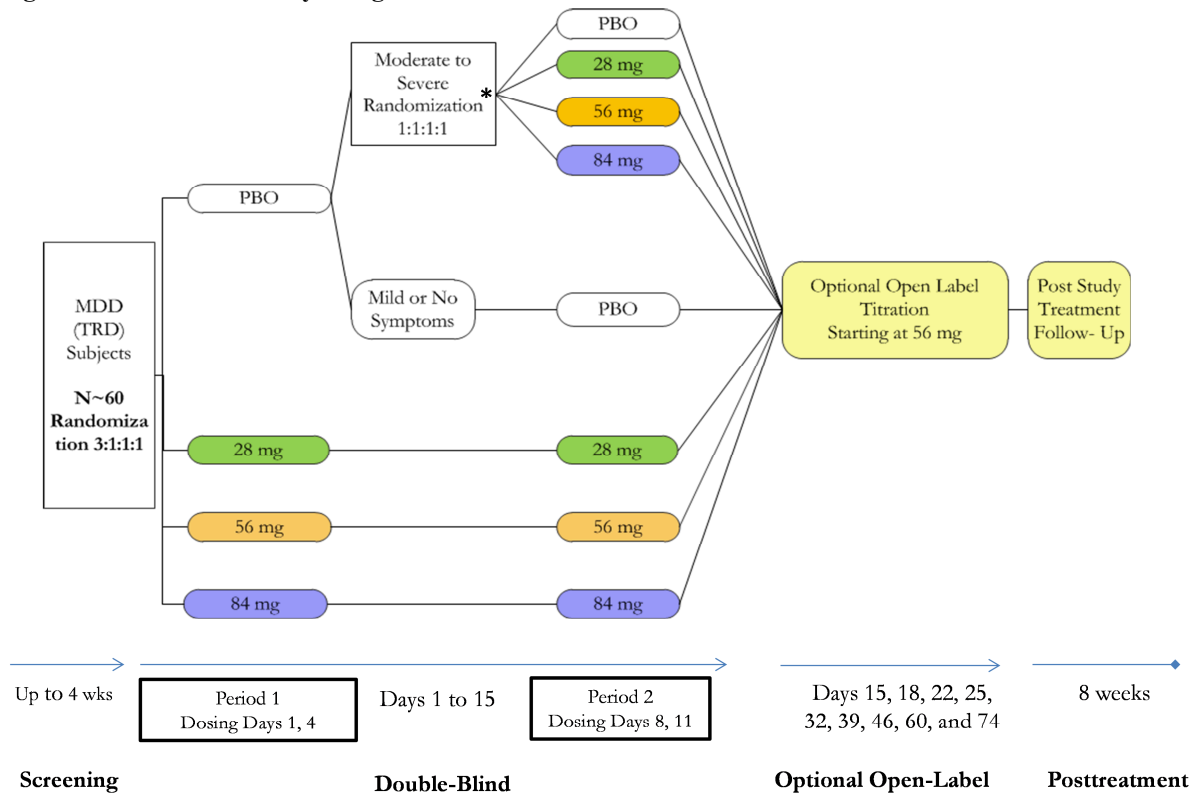 PBO
Moderate to
Severe
Randomization *
1:1:1:1
28 mg
56 mg
84 mg
PBO
MDD
(TRD)
Subjects
N~60
Randomiza
tion 3:1:1:1
Mild or No
Symptoms
PBO
Optional Open Label
Titration
Starting at 56 mg
Post Study
Treatment
Follow- Up
28 mg
28 mg
56 mg
56 mg
84 mg
84 mg
Up to 4 wks
Period 1
Dosing Days 1, 4
Days 1 to 15
Period 2
Dosing Days 8, 11
Days 15, 18, 22, 25,
32, 39, 46, 60, and 74
8 weeks
Screening
Double-Blind
Optional Open-Label
Posttreatment